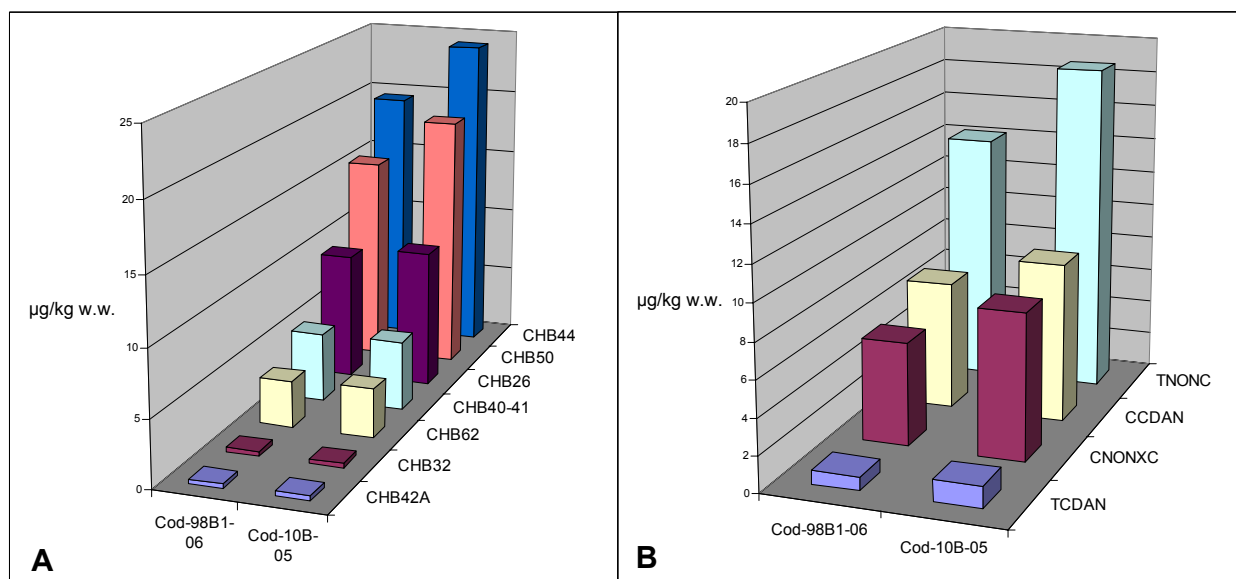 25
20
15
10
5
0
µg/kg w.w.
Cod-98B1-
06
Cod-10B-
05
CHB44
CHB50
CHB26
CHB40-41
CHB62
CHB32
CHB42A
A
20
18
16
14
12
10
8
6
4
2
0
µg/kg w.w.
Cod-98B1-06
Cod-10B-05
TNONC
CCDAN
CNONXC
TCDAN
B